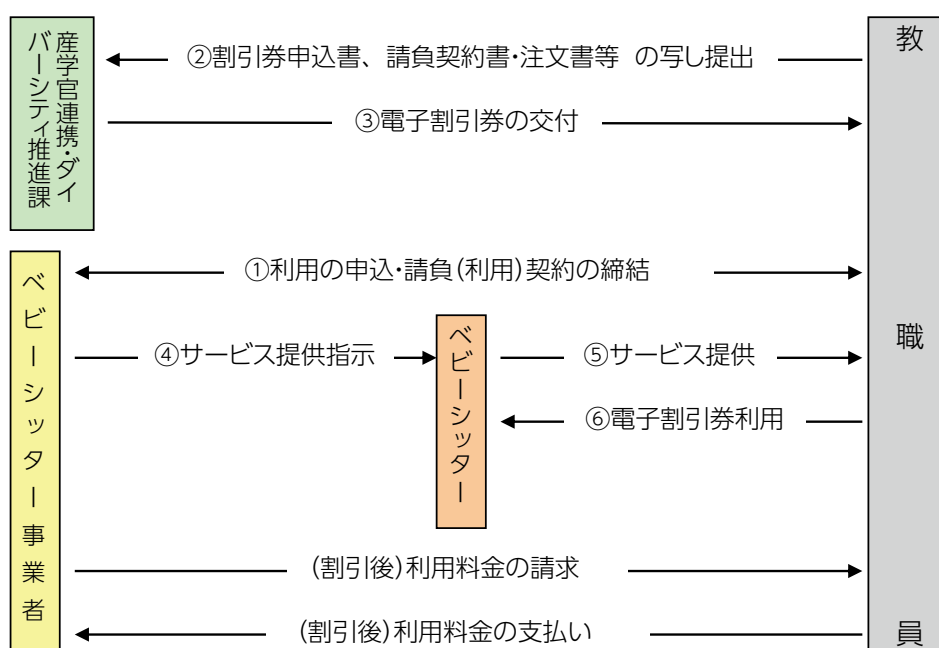 産学官連携・ダイ
バーシティ推進課
②割引券申込書、請負契約書・注文書等 の写し提出
③電子割引券の交付
教職員
ベビーシッター事業者
①利用の申込・請負(利用)契約の締結
④サービス提供指示
ベビーシッター
⑤サービス提供
⑥電子割引券利用
(割引後)利用料金の請求
(割引後)利用料金の支払い